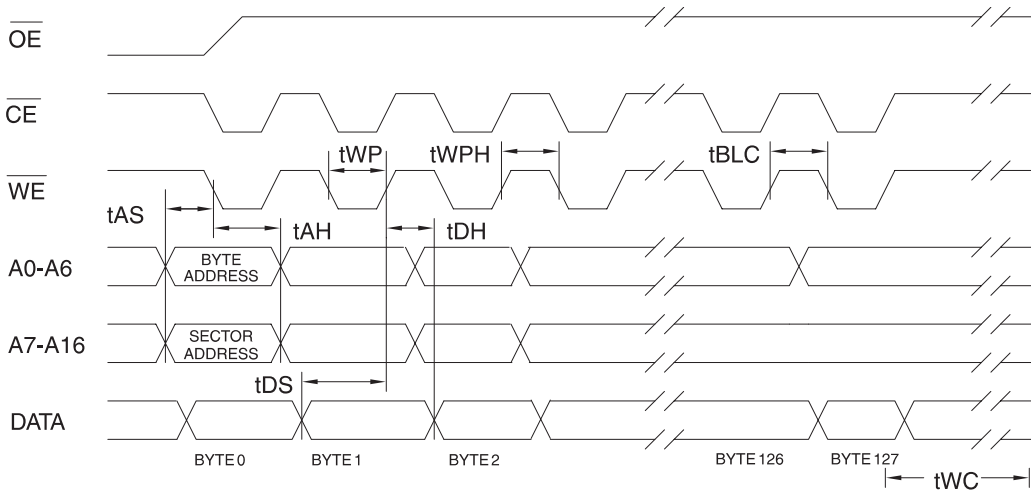 OE
CE
tWP tWPH tBLC
WE
tAS
tAH tDH
A0-A6 BYTE ADDRESS
A7-A16 SECTOR ADDRESS
tDS
DATA
BYTE 0 BYTE 1 BYTE 2 BYTE 126 BYTE 127
tWC